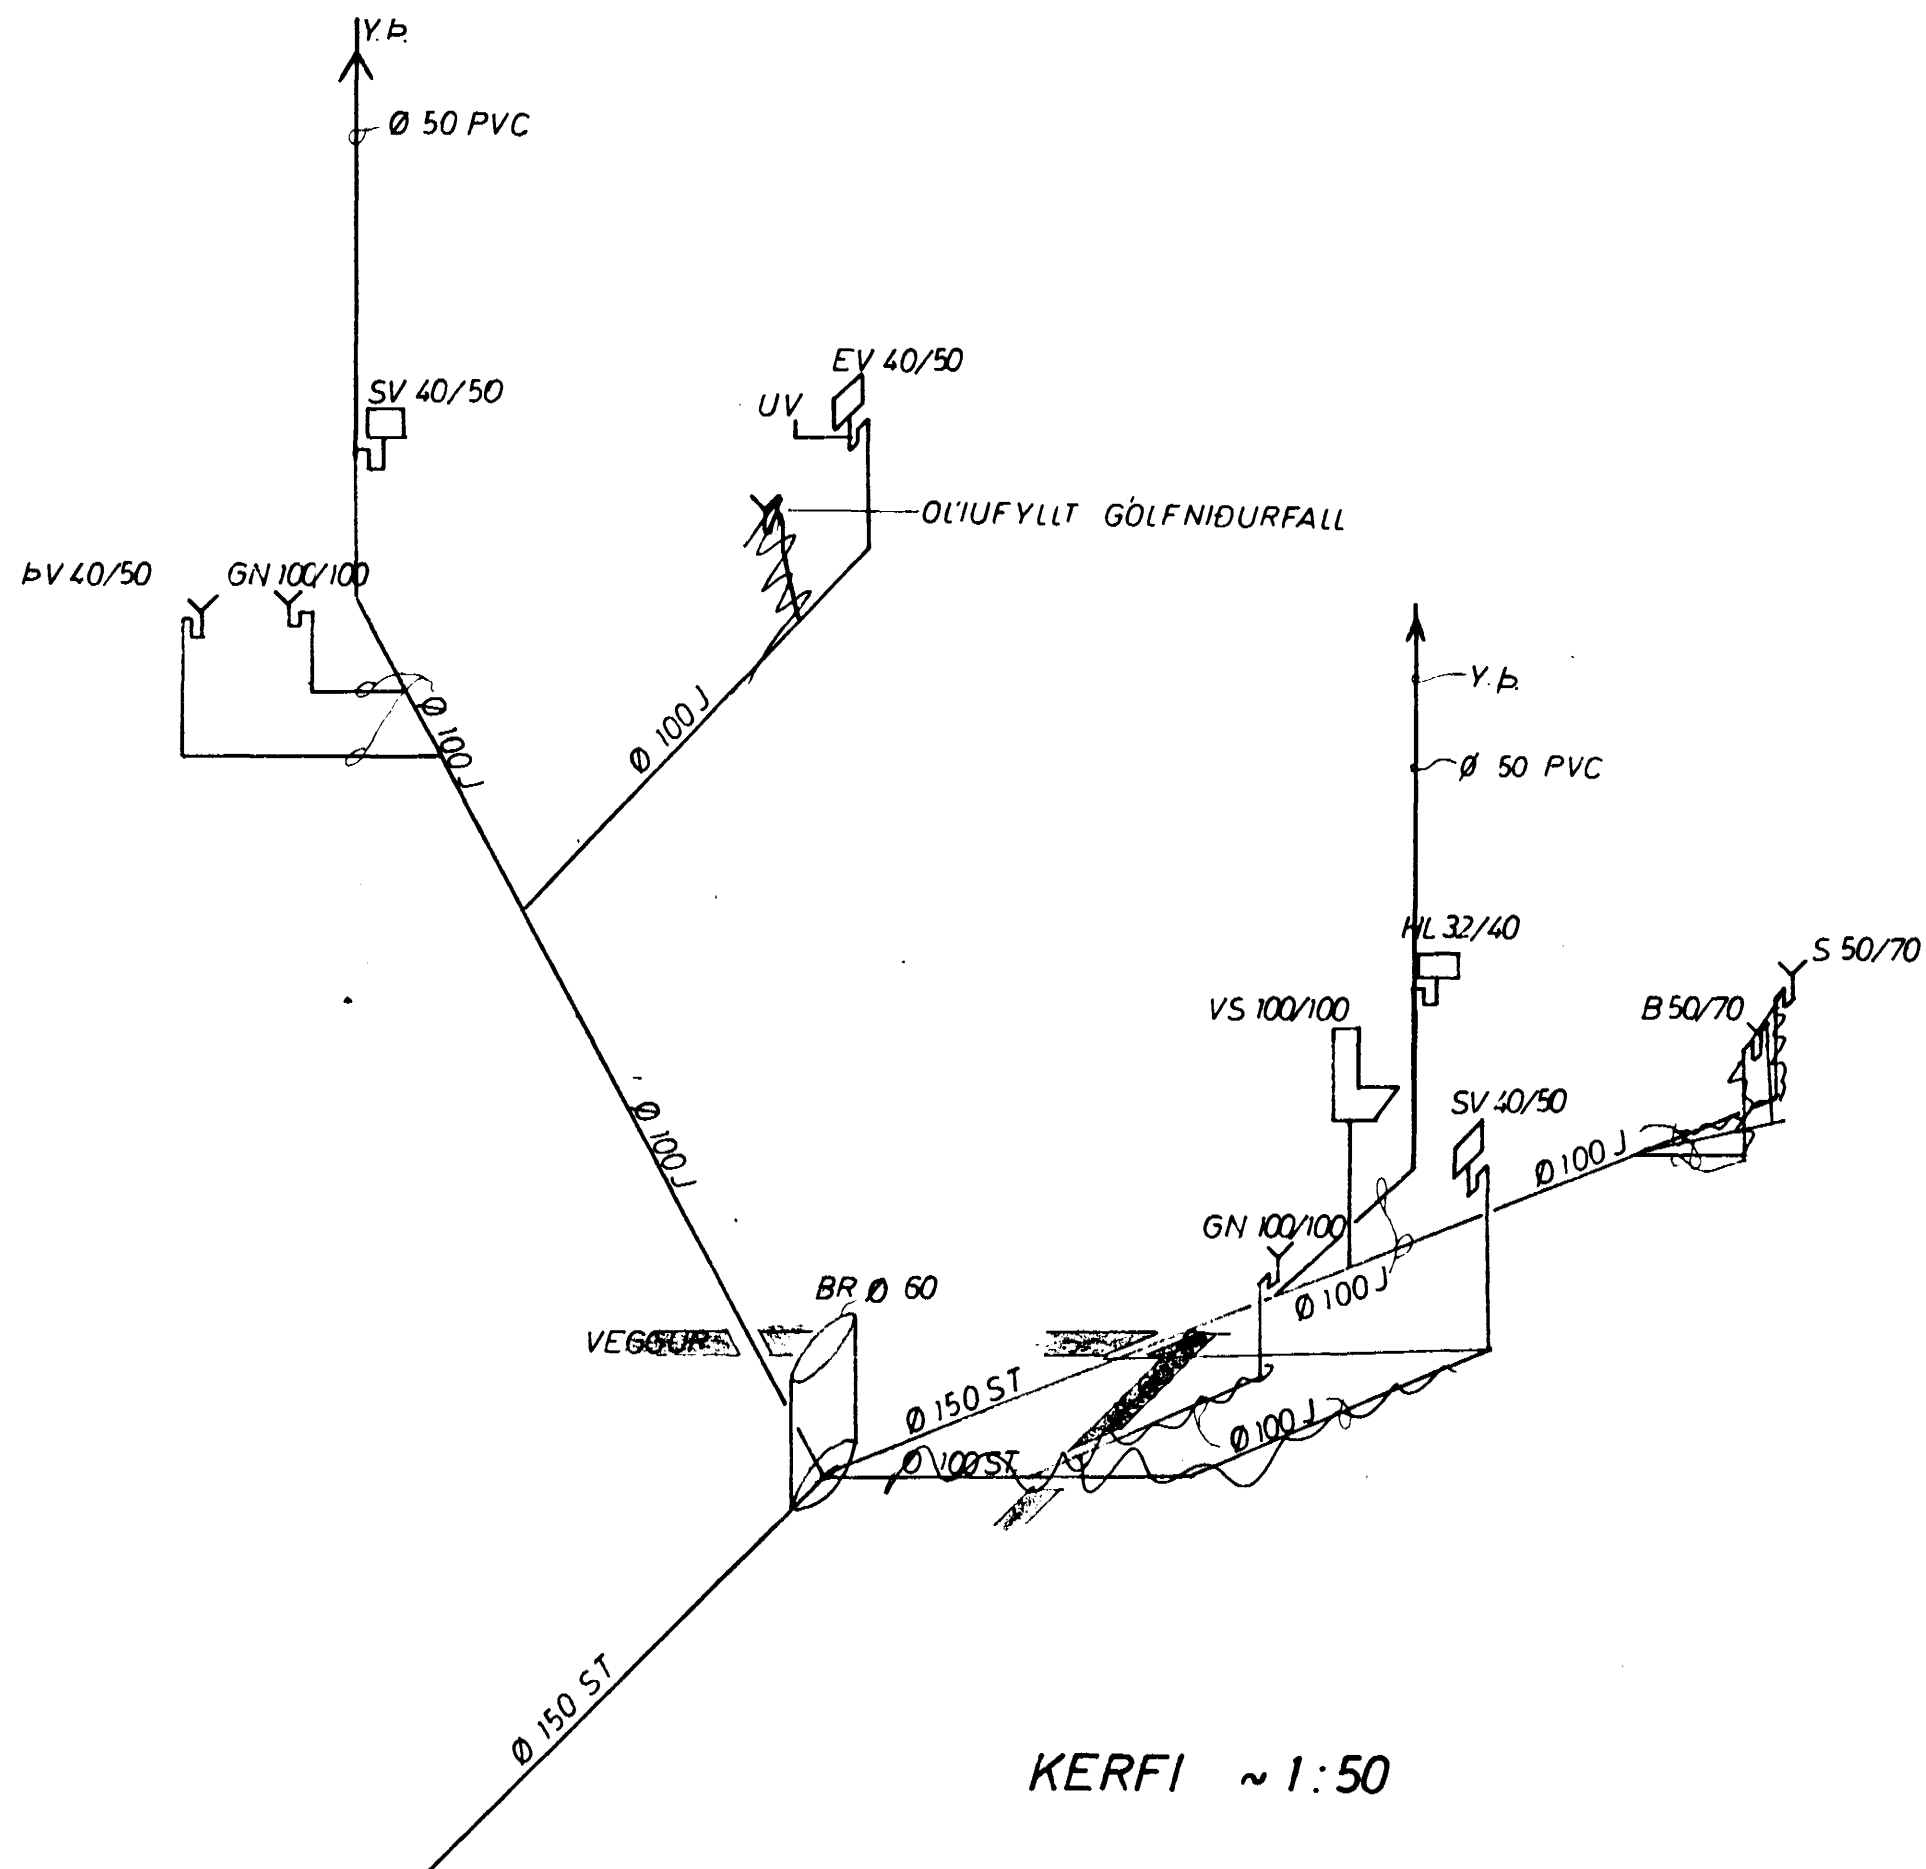 Y.Þ.
Ø 50 PVC
EV 40/50
SV 40/50
UV
OLÍUFYLLT GÓLFNIÐURFALL
ÞV 40/50
GN 100/100
Y.Þ.
Ø 100 J
Ø 100 J
Ø 50 PVC
HL 32/40
S 50/70
VS 100/100
B 50/70
SV 40/50
Ø 100 J
Ø 100 J
GN 100/100
BR Ø 60
Ø 100 J
VEGGUR
Ø 150 ST
Ø 100 J
Ø 100 ST
Ø 150 ST
KERFI ~ 1:50